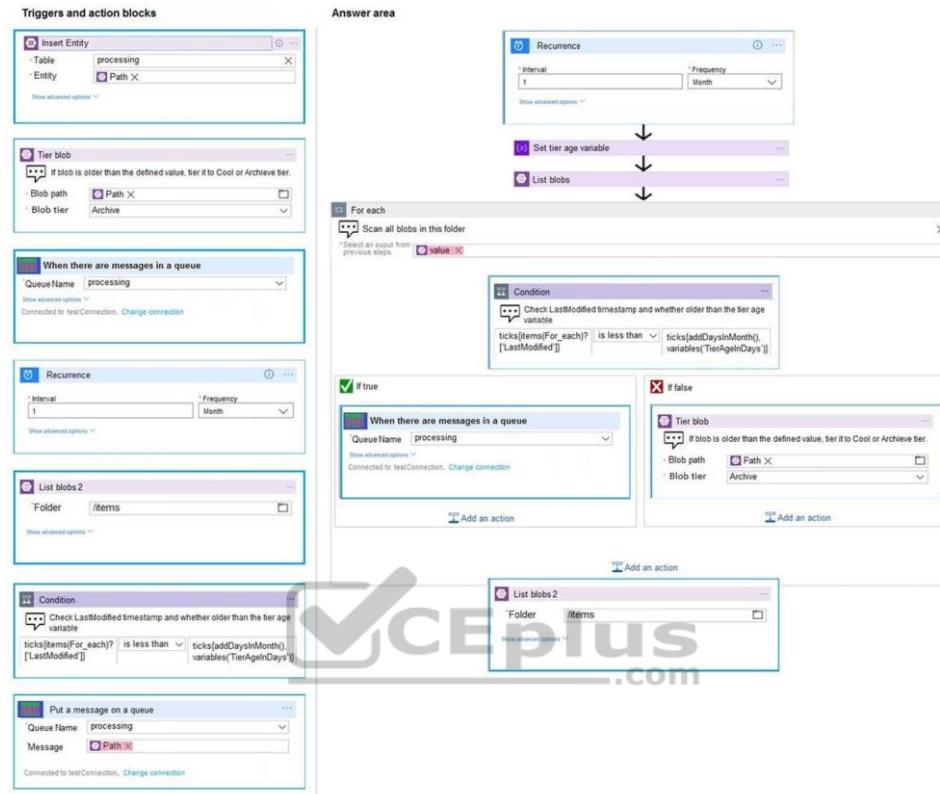 Triggers and action blocks
Insert Entity
Table
processing
Entity
Path
Show advanced options
Tier blob
If blob is older than the defined value, tier it to Cool or Archieve tier.
Blob path
Path
Blob tier
Archive
When there are messages in a queue
Queue Name
processing
Show advanced options
Connected to testConnection. Change connection
Recurrence
Interval
Frequency
1
Month
Show advanced options
List blobs 2
Folder
/items
Show advanced options
Condition
Check LastModified timestamp and whether older than the tier age
variable
ticks[items(For_each)?
['LastModified']]
is less than
ticks[addDaysInMonth(),
variables('TierAgeInDays')]
Put a message on a queue
Queue Name
processing
Message
Path
Connected to testConnection. Change connection
Answer area
Recurrence
Interval
Frequency
1
Month
Show advanced options
Set tier age variable
List blobs
For each
Scan all blobs in this folder
*Select an ouput from
previous steps
value
Condition
Check LastModified timestamp and whether older than the tier age
variable
ticks[items(For_each)?
['LastModified']]
is less than
ticks[addDaysInMonth(),
variables('TierAgeInDays')]
If true
When there are messages in a queue
Queue Name
processing
Show advanced options
Connected to testConnection. Change connection
Add an action
If false
Tier blob
If blob is older than the defined value, tier it to Cool or Archieve tier.
Blob path
Path
Blob tier
Archive
Add an action
Add an action
List blobs 2
Folder
/items
Show advanced options
VCEplus
.com